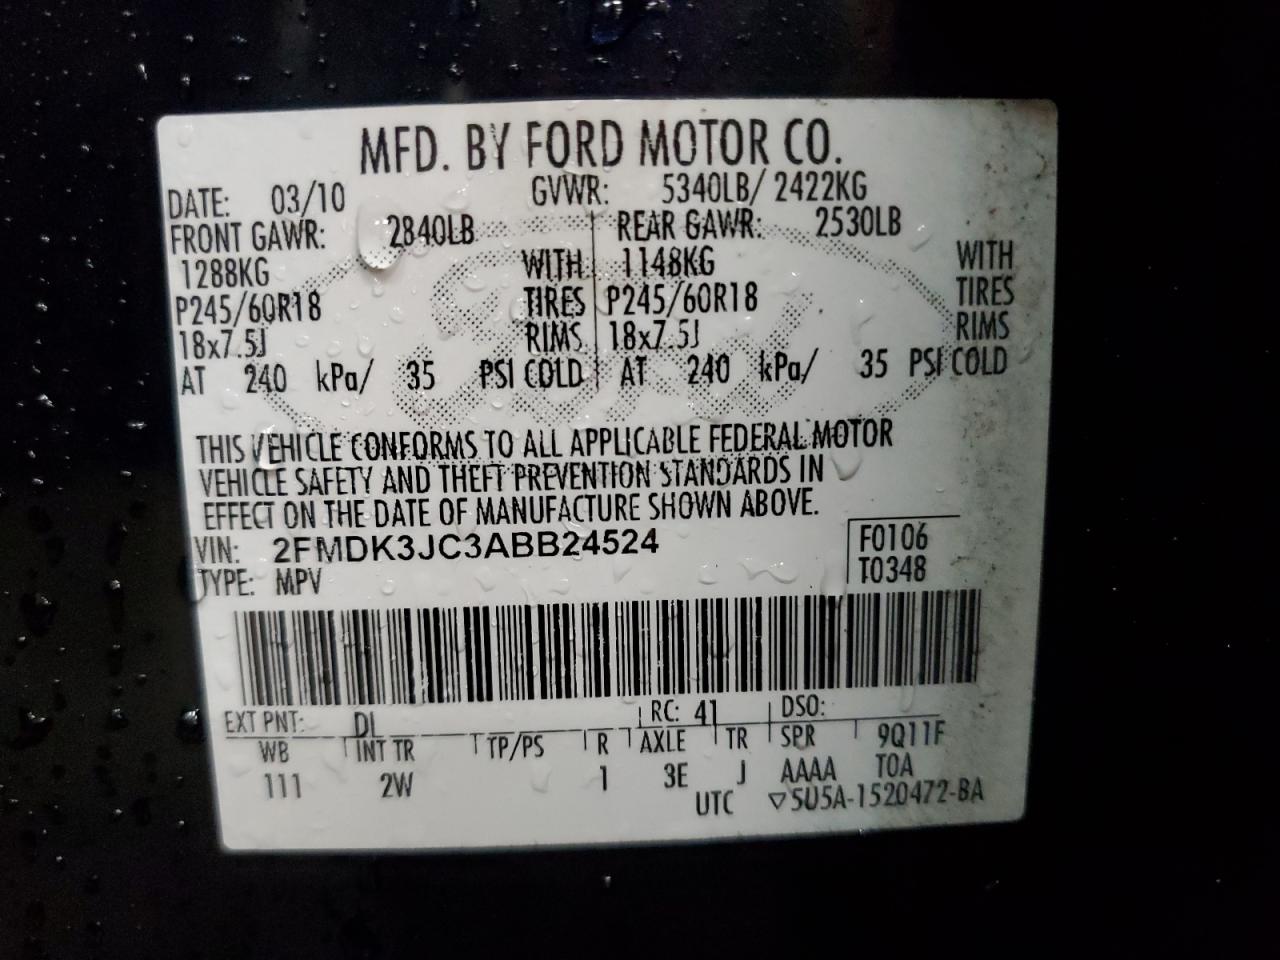 MFD. BY FORD MOTOR CO.
DATE: 03/10 GVWR: 5340LB/ 2422KG
FRONT GAWR: 2840LB REAR GAWR: 2530LB
1288KG WITH 1148KG WITH
P245/60R18 TIRES P245/60R18 TIRES
18x7.5J RIMS 18x7.5J RIMS
AT 240 kPa/ 35 PSI COLD AT 240 kPa/ 35 PSI COLD
THIS VEHICLE CONFORMS TO ALL APPLICABLE FEDERAL MOTOR
VEHICLE SAFETY AND THEFT PREVENTION STANDARDS IN
EFFECT ON THE DATE OF MANUFACTURE SHOWN ABOVE.
VIN: 2FMDK3JC3ABB24524 F0106
TYPE: MPV T0348
EXT PNT: DL RC: 41 DSO:
WB INT TR TP/PS R AXLE TR SPR 9Q11F
111 2W 1 3E J AAAA TOA
UTC ▽5U5A-1520472-BA